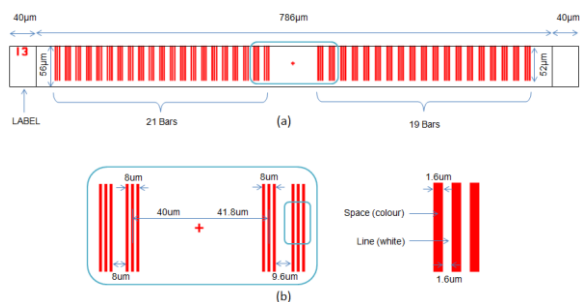 40µm 786µm 40µm
13
56µm 52µm
LABEL 21 Bars 19 Bars
(a)
8um 8um 1.6um
40um 41.8um
Space (colour)
Line (white)
8um 9.6um 1.6um
(b)